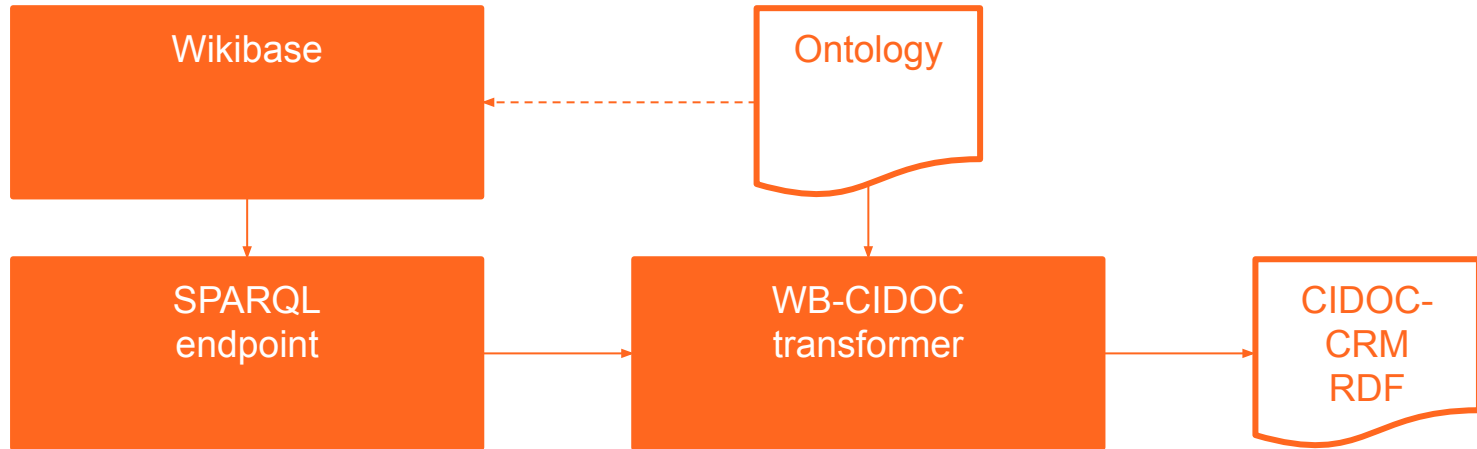 Wikibase
Ontology
SPARQL
endpoint
WB-CIDOC
transformer
CIDOC-
CRM
RDF